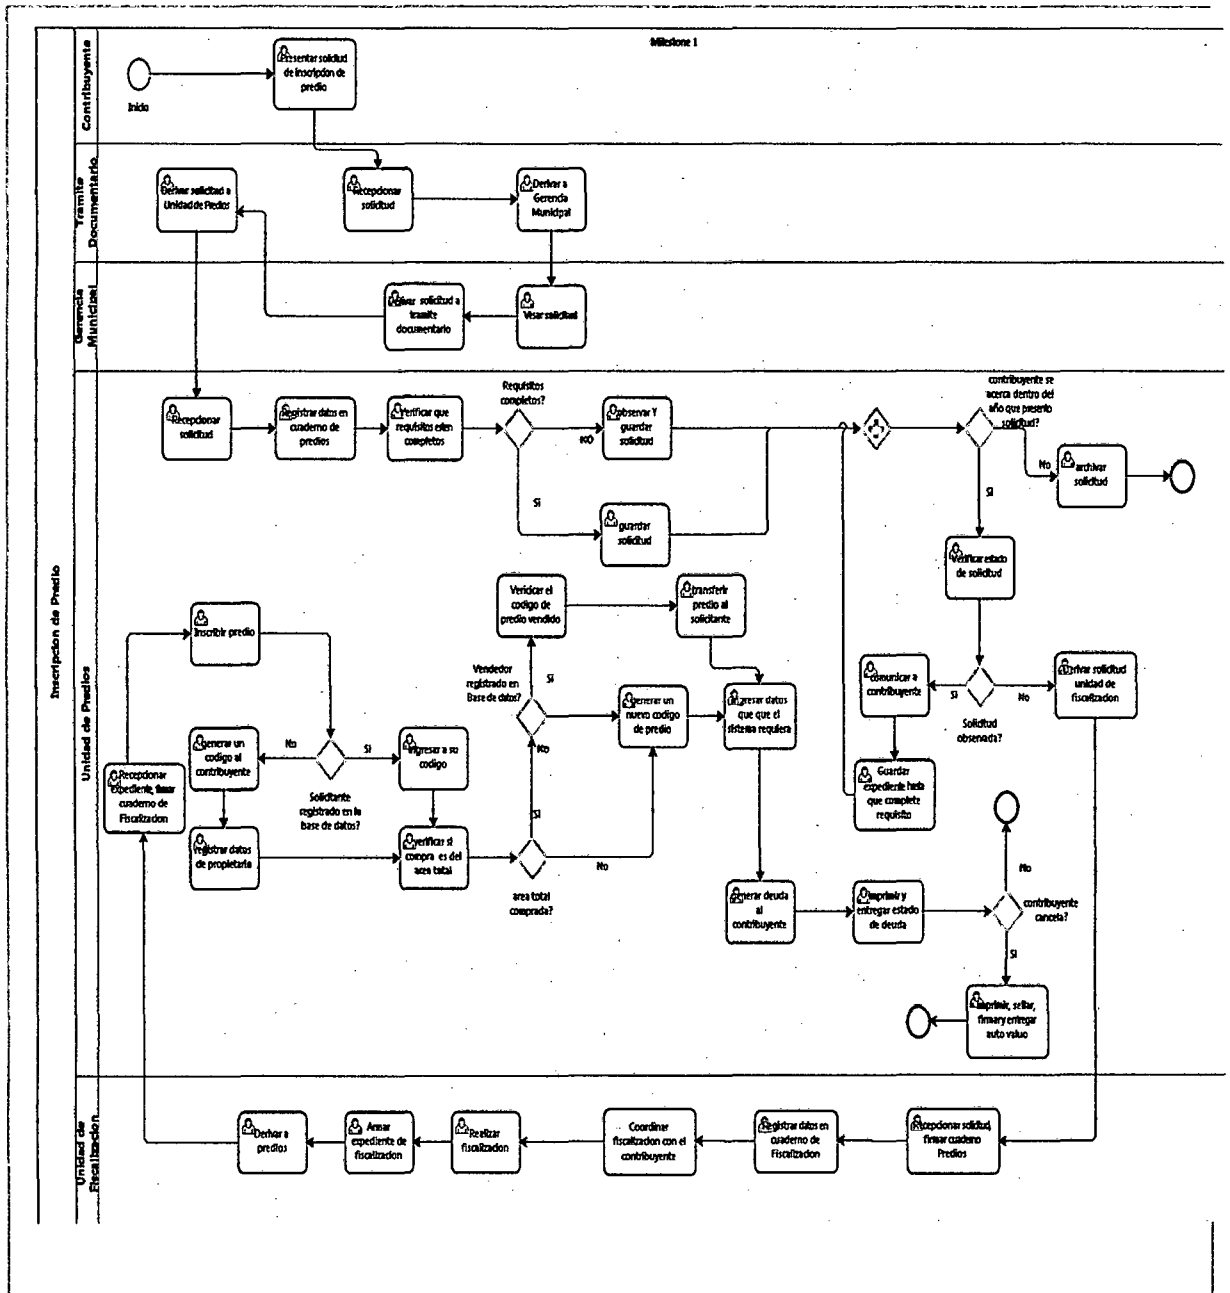 Milestone 1
Inscripcion de Predio
Contribuyente
Inicio
Presentar solicitud
de inscripcion de
predio
Tramite
Documentario
Derivar solicitud a
Unidad de Predios
Recepcionar
solicitud
Derivar a
Gerencia
Municipal
Gerencia
Municipal
Derivar solicitud a
tramite
documentario
Visar solicitud
Unidad de Predios
Recepcionar
solicitud
Registrar datos en
cuaderno de
predios
Verificar que
requisitos esten
completos
Requisitos
completos?
NO
SI
observar Y
guardar
solicitud
guardar
solicitud
contribuyente se
acerca dentro del
año que presento
solicitud?
No
SI
archivar
solicitud
Verificar estado
de solicitud
Solicitud
observada?
SI
No
comunicar a
contribuyente
Derivar solicitud
unidad de
fiscalizacion
Guardar
expediente hasta
que complete
requisito
Recepcionar
expediente, firmar
cuaderno de
Fiscalizacion
Inscribir predio
Solicitante
registrado en la
base de datos?
No
SI
generar un
codigo al
contribuyente
registrar datos
de propietario
Ingresar a su
codigo
verificar si
compra es del
area total
area total
comprada?
SI
No
Vendedor
registrado en
Base de datos?
SI
No
Vericicar el
codigo de
predio vendido
transferir
predio al
solicitante
generar un
nuevo codigo
de predio
Ingresar datos
que que el
sistema requiera
Generar deuda
al
contribuyente
Imprimir y
entregar estado
de deuda
contribuyente
cancela?
No
SI
Imprimir, sellar,
firmar y entregar
auto valuo
Unidad de
Fiscalizacion
Derivar a
predios
Armar
expediente de
fiscalizacion
Realizar
fiscalizacion
Coordinar
fiscalizacion con el
contribuyente
Registrar datos en
cuaderno de
Fiscalizacion
Recepcionar solicitud,
firmar cuaderno
Predios